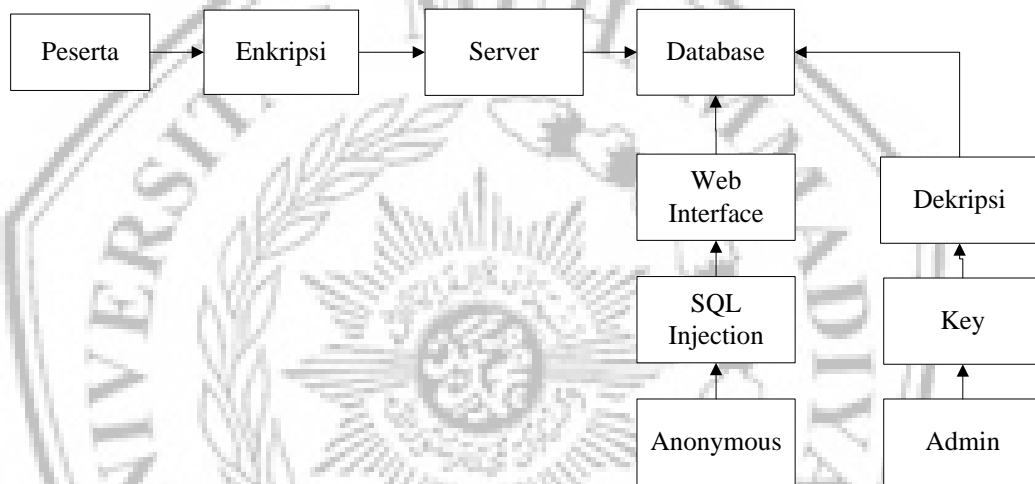 Peserta
Enkripsi
Server
Database
Web
Interface
Dekripsi
SQL
Injection
Key
Anonymous
Admin